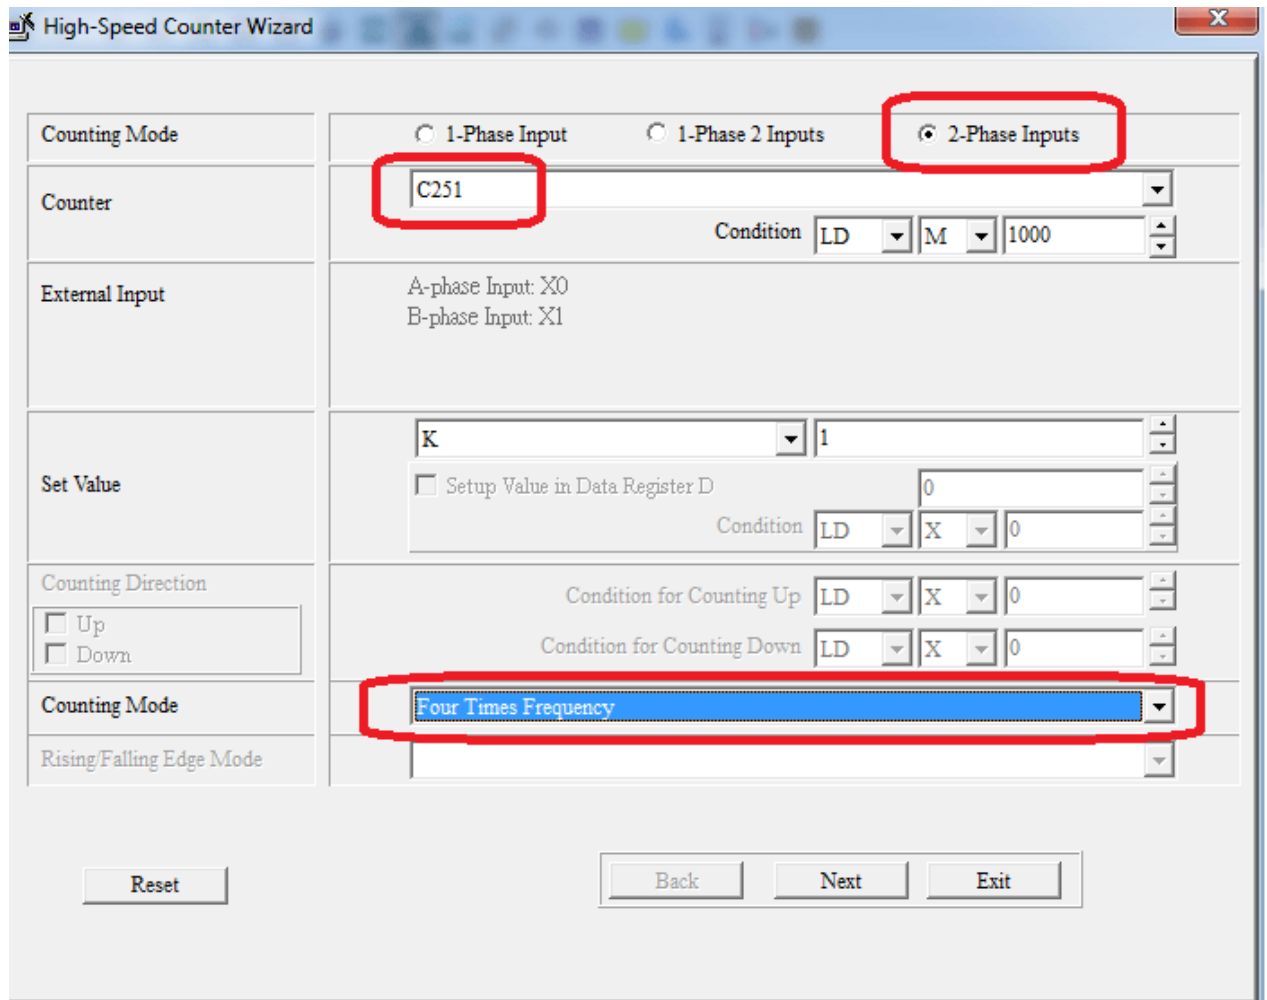 High-Speed Counter Wizard
X
Counting Mode 1-Phase Input 1-Phase 2 Inputs 2-Phase Inputs
Counter C251
Condition LD M 1000
External Input A-phase Input: X0
B-phase Input: X1
K 1
Set Value Setup Value in Data Register D 0
Condition LD X 0
Counting Direction Condition for Counting Up LD X 0
Up
Down Condition for Counting Down LD X 0
Counting Mode Four Times Frequency
Rising/Falling Edge Mode
Reset Back Next Exit